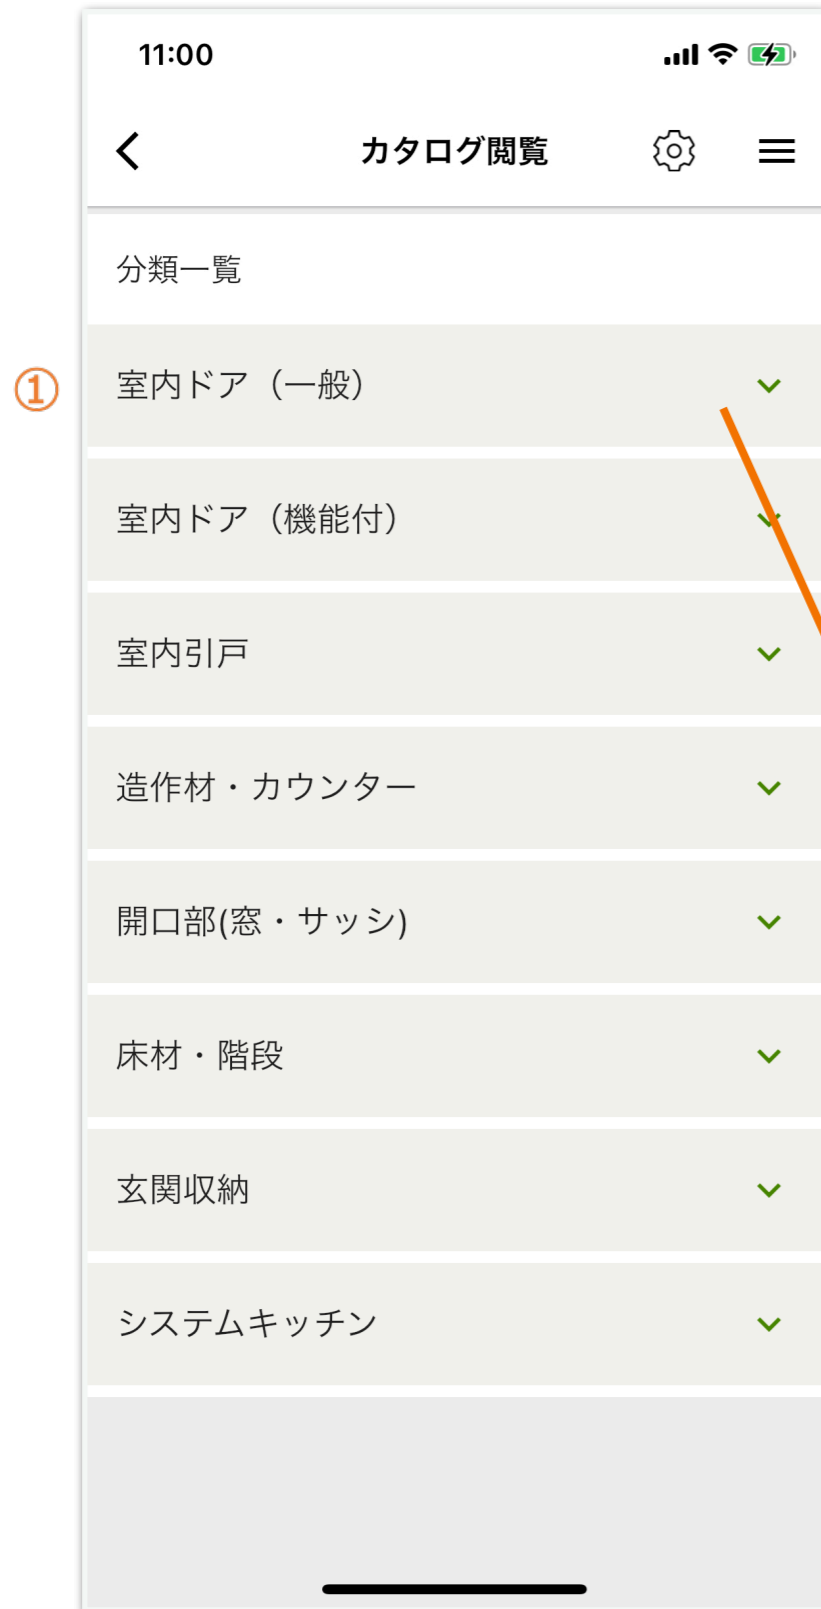 11:00
カタログ閲覧
分類一覧
① 室内ドア（一般）
室内ドア（機能付）
室内引戸
造作材・カウンター
開口部(窓・サッシ)
床材・階段
玄関収納
システムキッチン